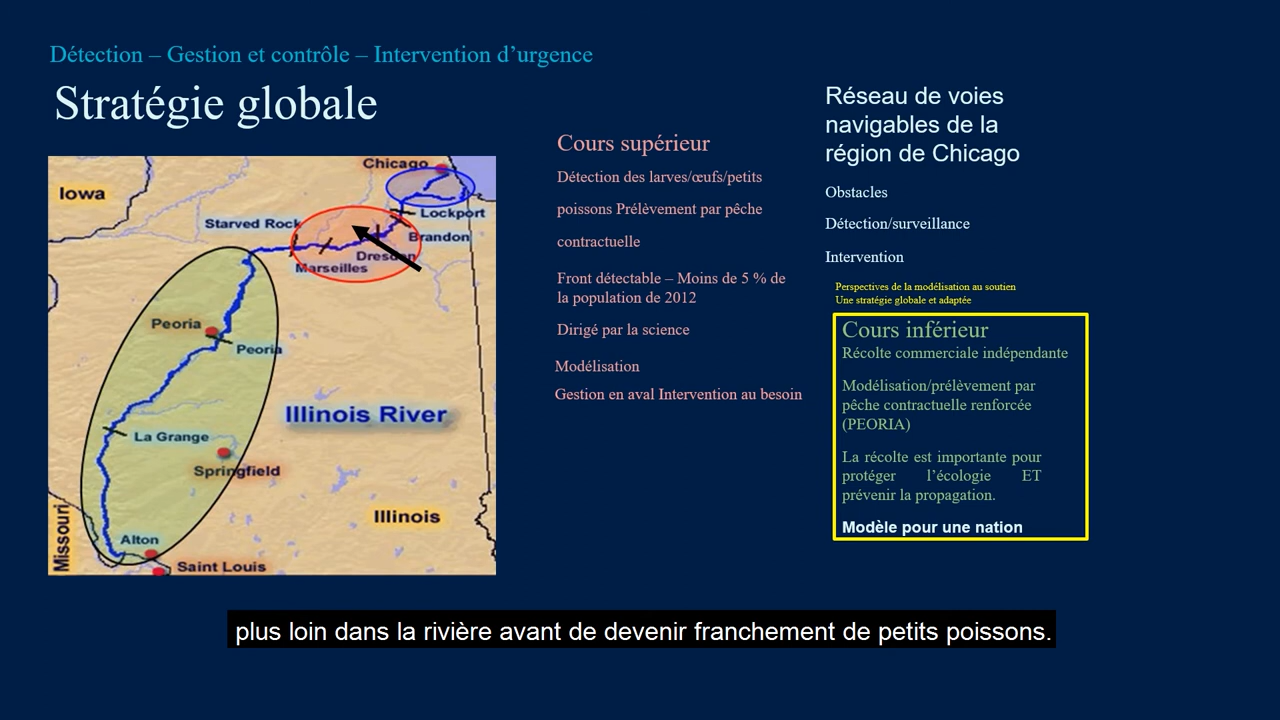 Détection – Gestion et contrôle – Intervention d’urgence
Stratégie globale
Chicago
Iowa
Lockport
Starved Rock
Brandon
Dresden
Marseilles
Peoria
Peoria
Illinois River
La Grange
Springfield
Illinois
Missouri
Alton
Saint Louis
Cours supérieur
Détection des larves/œufs/petits
poissons Prélèvement par pêche
contractuelle
Front détectable – Moins de 5 % de
la population de 2012
Dirigé par la science
Modélisation
Gestion en aval Intervention au besoin
Réseau de voies
navigables de la
région de Chicago
Obstacles
Détection/surveillance
Intervention
Perspectives de la modélisation au soutien
Une stratégie globale et adaptée
Cours inférieur
Récolte commerciale indépendante
Modélisation/prélèvement par
pêche contractuelle renforcée
(PEORIA)
La récolte est importante pour
protéger l’écologie ET
prévenir la propagation.
Modèle pour une nation
plus loin dans la rivière avant de devenir franchement de petits poissons.